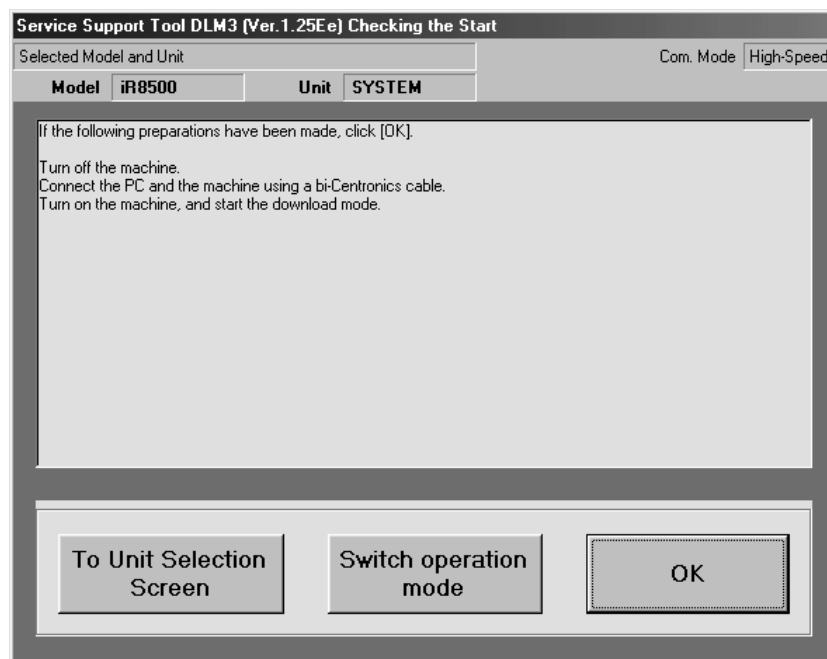 Service Support Tool DLM3 (Ver.1.25Ee) Checking the Start
Selected Model and Unit
Com. Mode High-Speed
Model iR8500 Unit SYSTEM
If the following preparations have been made, click [OK].
Turn off the machine.
Connect the PC and the machine using a bi-Centronics cable.
Turn on the machine, and start the download mode.
To Unit Selection
Screen
Switch operation
mode
OK